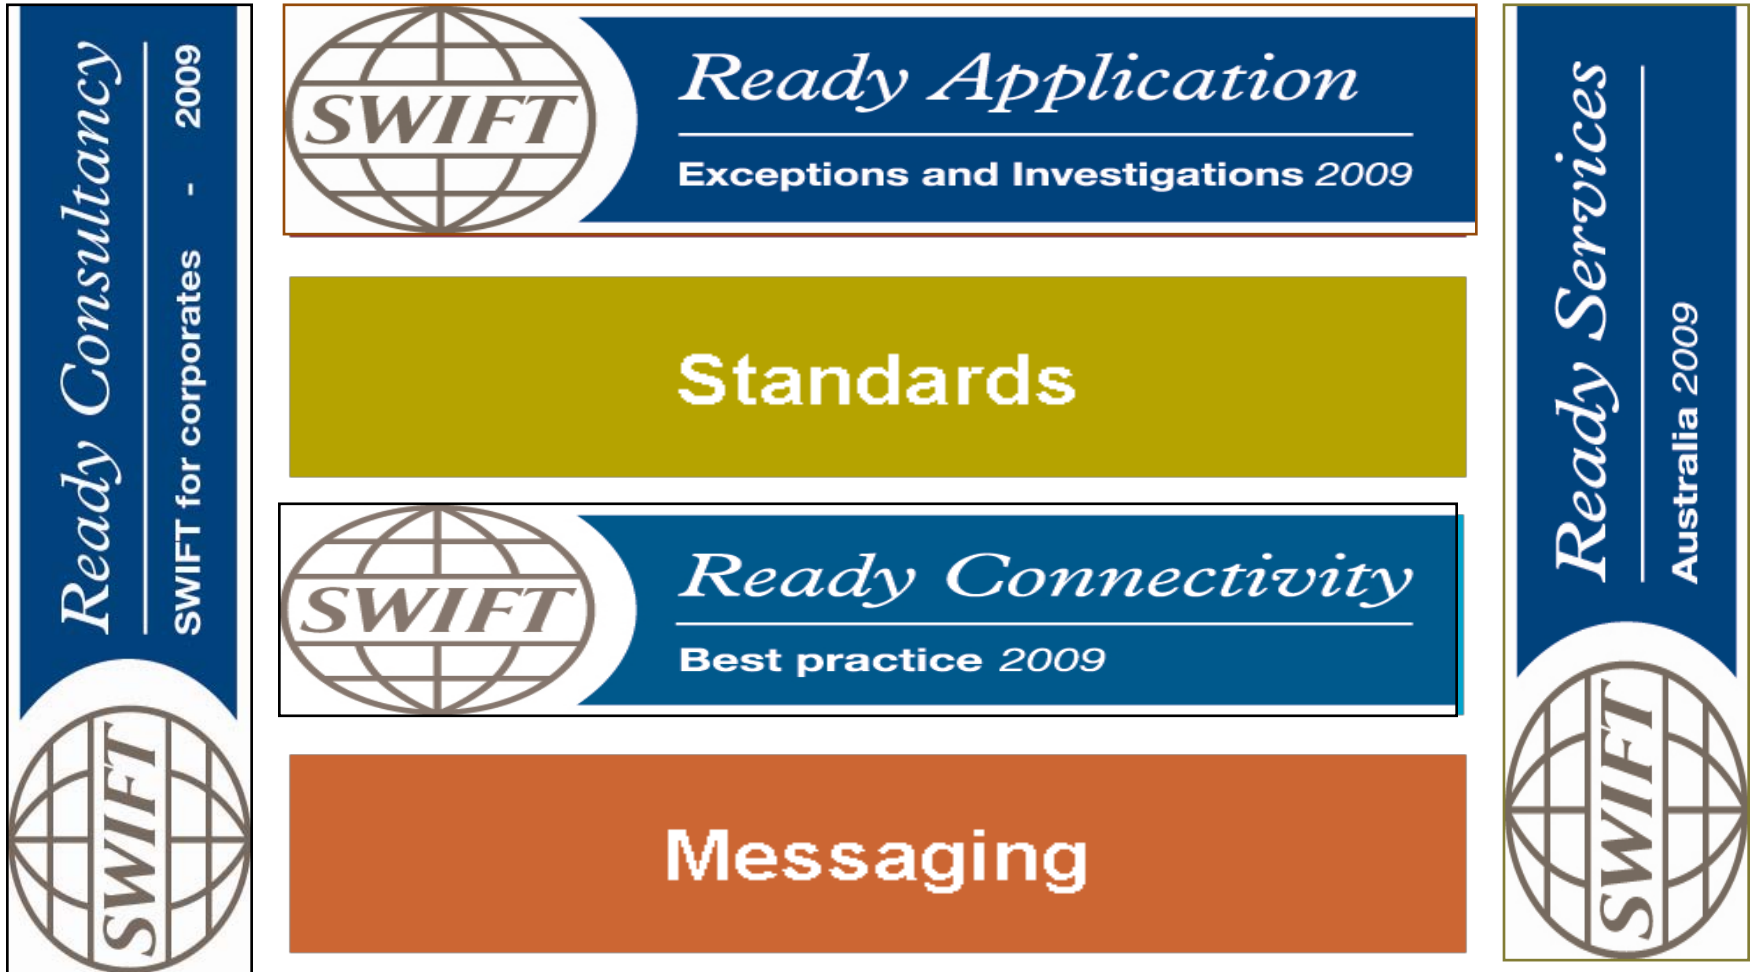 Ready Consultancy
SWIFT for corporates - 2009
SWIFT
SWIFT
Ready Application
Exceptions and Investigations 2009
Standards
SWIFT
Ready Connectivity
Best practice 2009
Messaging
Ready Services
Australia 2009
SWIFT